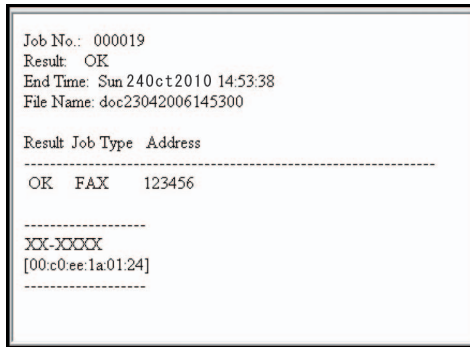 Job No.: 000019
Result: OK
End Time: Sun 24Oct2010 14:53:38
File Name: doc23042006145300

Result Job Type Address
----------------------------------------------------------------
OK FAX 123456

-------------------
XX-XXXX
[00:c0:ee:1a:01:24]
-------------------